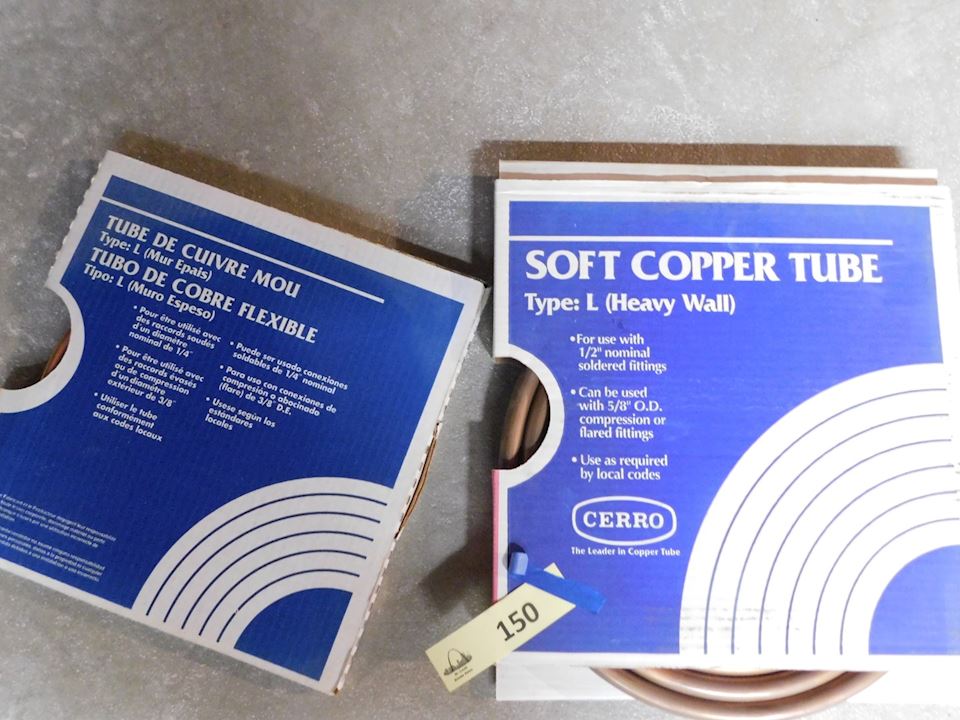 TUBE DE CUIVRE MOU
Type: L (Mur Epais)
TUBO DE COBRE FLEXIBLE
Tipo: L (Muro Espeso)
• Pour être utilisé avec
des raccords soudés
d'un diamètre
nominal de 1/4"
• Pour être utilisé avec
des raccords évasés
ou de compression
d'un diamètre
extérieur de 3/8"
• Utiliser le tube
conformément
aux codes locaux
• Puede ser usado conexiones
soldables de 1/4" nominal
• Para uso con conexiones de
compresión o abocinado
(flare) de 3/8" D.E.
• Usese según los
estándares
locales
SOFT COPPER TUBE
Type: L (Heavy Wall)
• For use with
1/2" nominal
soldered fittings
• Can be used
with 5/8" O.D.
compression or
flared fittings
• Use as required
by local codes
CERRO
The Leader in Copper Tube
150